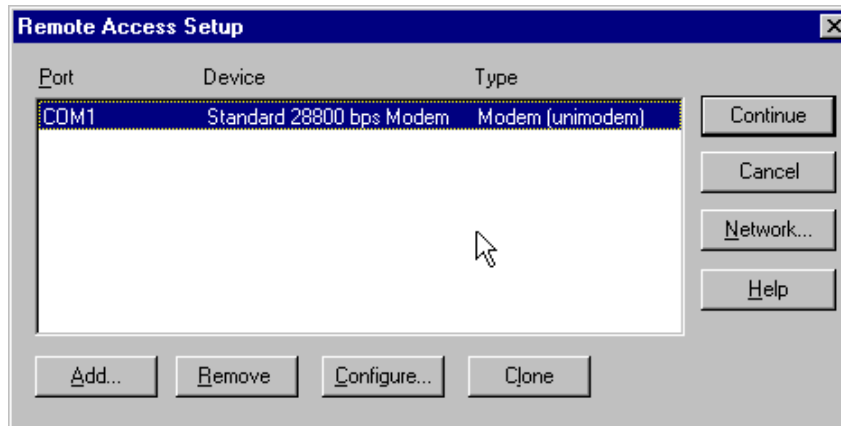 Remote Access Setup
Port Device Type
COM1 Standard 28800 bps Modem Modem (unimodem)
Continue
Cancel
Network...
Help
Add... Remove Configure... Clone